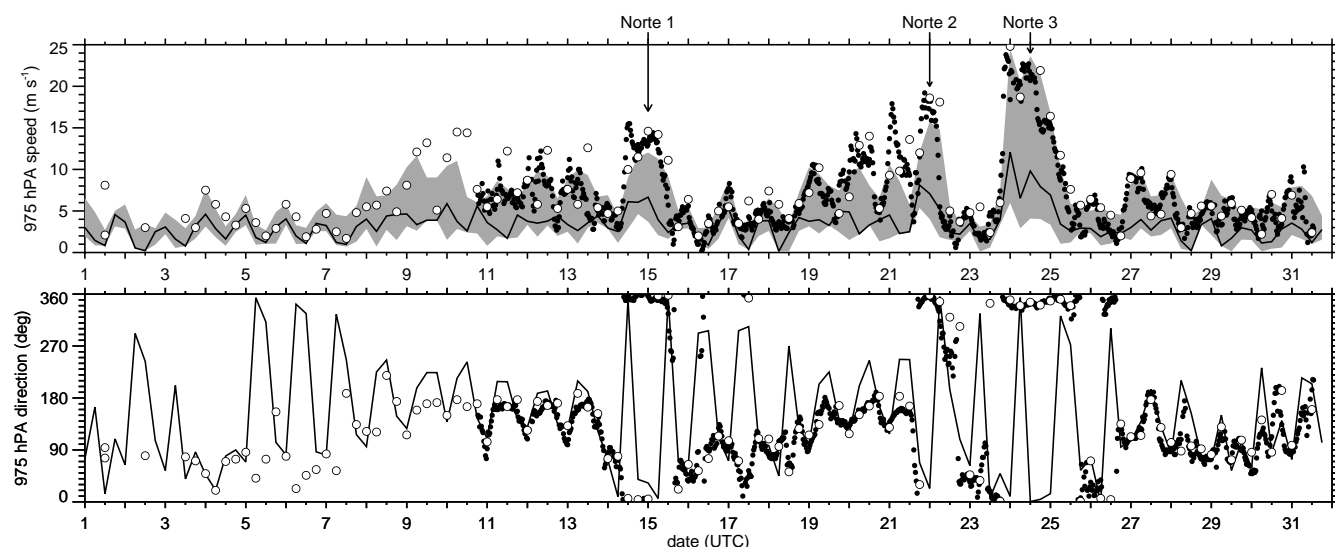 Norte 1 Norte 2 Norte 3
25
20
15
10
5
0
975 hPA speed (m s-1)
1 3 5 7 9 11 13 15 17 19 21 23 25 27 29 31
360
270
180
90
0
975 hPA direction (deg)
1 3 5 7 9 11 13 15 17 19 21 23 25 27 29 31
date (UTC)